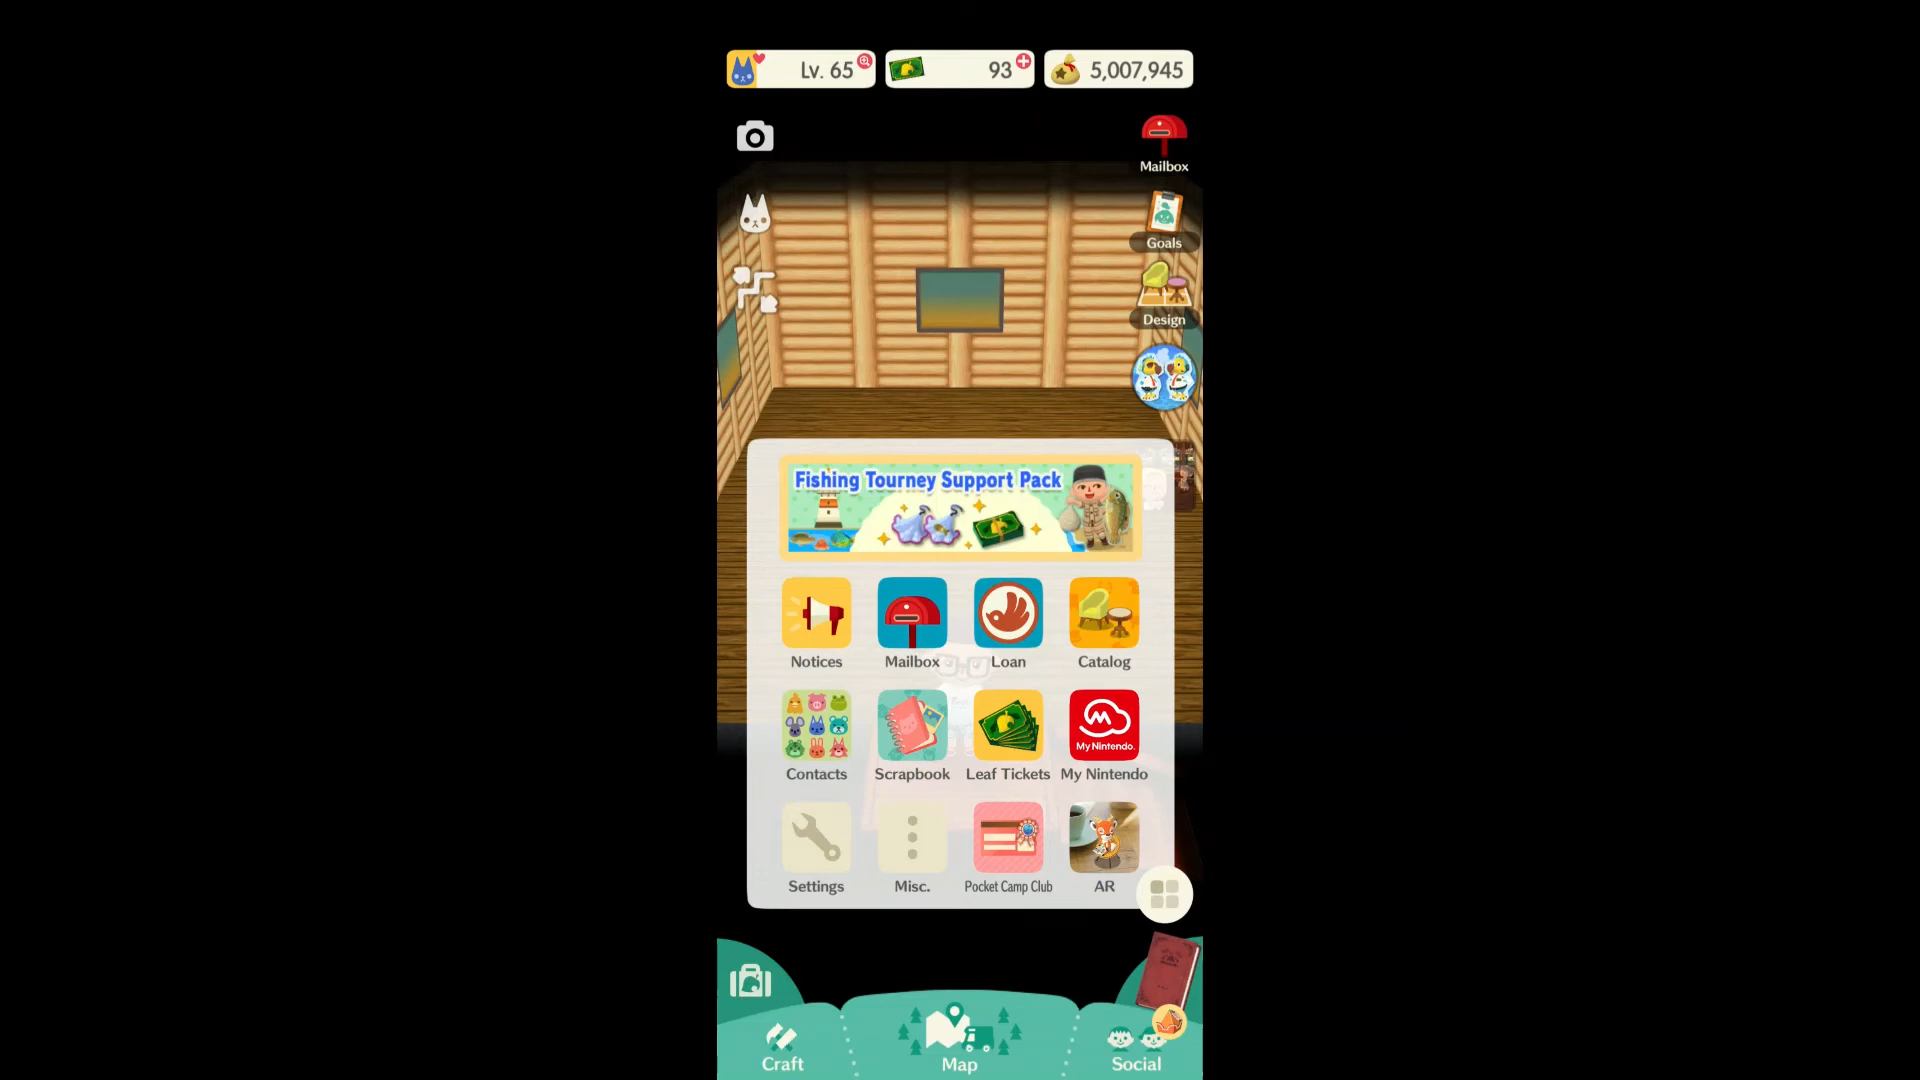 Lv. 65
93
5,007,945
Mailbox
Goals
Design
Fishing Tourney Support Pack
Notices
Mailbox
Loan
Catalog
My Nintendo
Contacts
Scrapbook
Leaf Tickets
My Nintendo
Settings
Misc.
Pocket Camp Club
AR
Craft
Map
Social